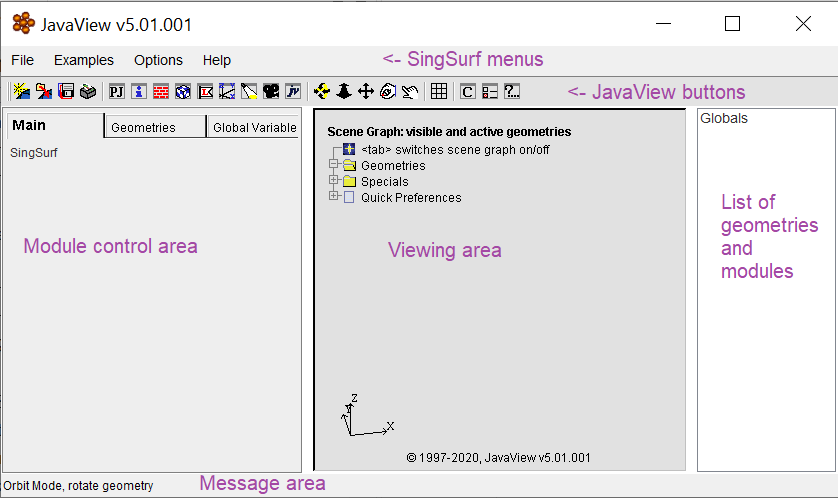 JavaView v5.01.001
File Examples Options Help <- SingSurf menus
PJ i jv C ?... <- JavaView buttons
Main Geometries Global Variable
SingSurf
Module control area
Scene Graph: visible and active geometries
<tab> switches scene graph on/off
Geometries
Specials
Quick Preferences
Viewing area
Z
Y
X
© 1997-2020, JavaView v5.01.001
Globals
List of
geometries
and
modules
Orbit Mode, rotate geometry Message area